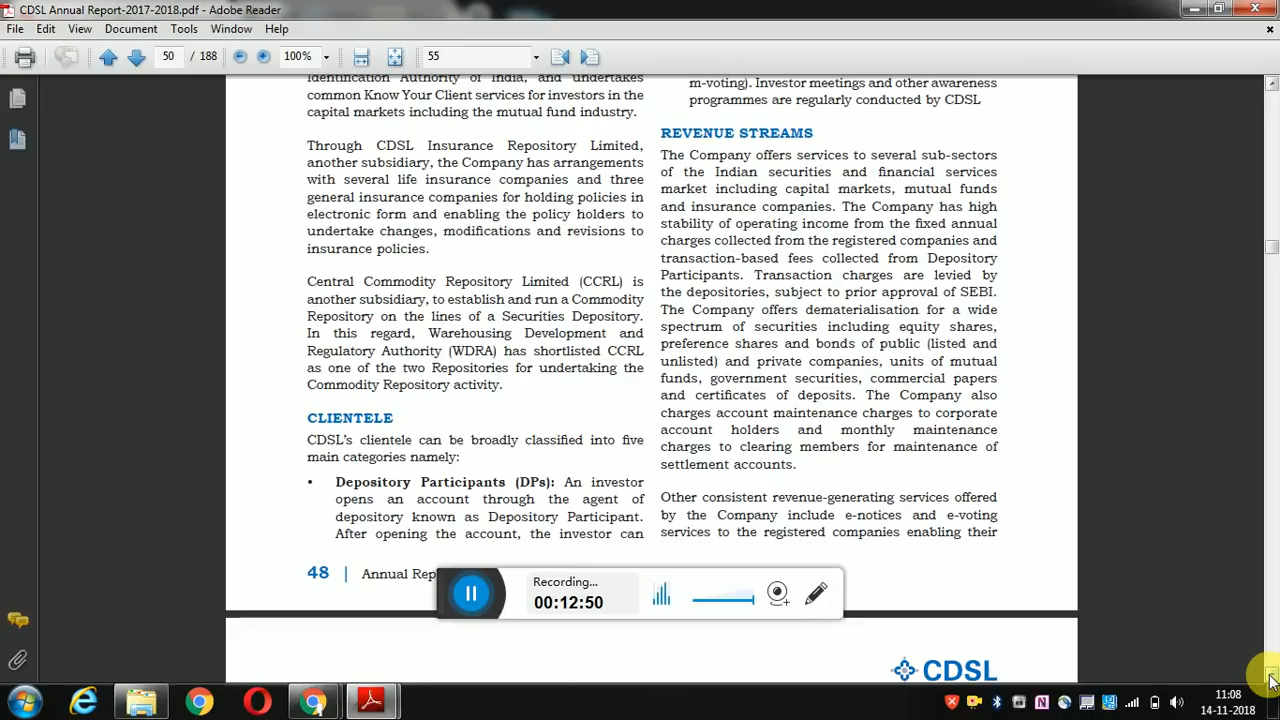 CDSL Annual Report-2017-2018.pdf - Adobe Reader
File Edit View Document Tools Window Help
50 / 188 100% 55
Identification Authority of India, and undertakes
common Know Your Client services for investors in the
capital markets including the mutual fund industry.
Through CDSL Insurance Repository Limited,
another subsidiary, the Company has arrangements
with several life insurance companies and three
general insurance companies for holding policies in
electronic form and enabling the policy holders to
undertake changes, modifications and revisions to
insurance policies.
Central Commodity Repository Limited (CCRL) is
another subsidiary, to establish and run a Commodity
Repository on the lines of a Securities Depository.
In this regard, Warehousing Development and
Regulatory Authority (WDRA) has shortlisted CCRL
as one of the two Repositories for undertaking the
Commodity Repository activity.
CLIENTELE
CDSL's clientele can be broadly classified into five
main categories namely:
• Depository Participants (DPs): An investor
opens an account through the agent of
depository known as Depository Participant.
After opening the account, the investor can
m-voting). Investor meetings and other awareness
programmes are regularly conducted by CDSL
REVENUE STREAMS
The Company offers services to several sub-sectors
of the Indian securities and financial services
market including capital markets, mutual funds
and insurance companies. The Company has high
stability of operating income from the fixed annual
charges collected from the registered companies and
transaction-based fees collected from Depository
Participants. Transaction charges are levied by
the depositories, subject to prior approval of SEBI.
The Company offers dematerialisation for a wide
spectrum of securities including equity shares,
preference shares and bonds of public (listed and
unlisted) and private companies, units of mutual
funds, government securities, commercial papers
and certificates of deposits. The Company also
charges account maintenance charges to corporate
account holders and monthly maintenance
charges to clearing members for maintenance of
settlement accounts.
Other consistent revenue-generating services offered
by the Company include e-notices and e-voting
services to the registered companies enabling their
48 | Annual Rep
Recording...
00:12:50
CDSL
11:08
14-11-2018